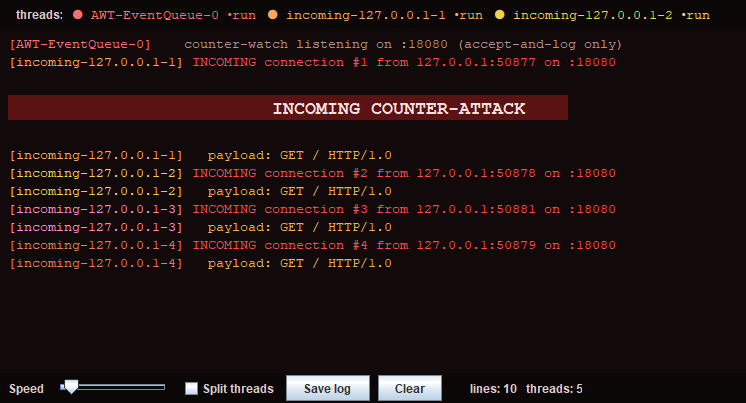 threads: ● AWT-EventQueue-0 •run ● incoming-127.0.0.1-1 •run ● incoming-127.0.0.1-2 •run
[AWT-EventQueue-0] counter-watch listening on :18080 (accept-and-log only)
[incoming-127.0.0.1-1] INCOMING connection #1 from 127.0.0.1:50877 on :18080
INCOMING COUNTER-ATTACK
[incoming-127.0.0.1-1] payload: GET / HTTP/1.0
[incoming-127.0.0.1-2] INCOMING connection #2 from 127.0.0.1:50878 on :18080
[incoming-127.0.0.1-2] payload: GET / HTTP/1.0
[incoming-127.0.0.1-3] INCOMING connection #3 from 127.0.0.1:50881 on :18080
[incoming-127.0.0.1-3] payload: GET / HTTP/1.0
[incoming-127.0.0.1-4] INCOMING connection #4 from 127.0.0.1:50879 on :18080
[incoming-127.0.0.1-4] payload: GET / HTTP/1.0
Speed Split threads Save log Clear lines: 10 threads: 5